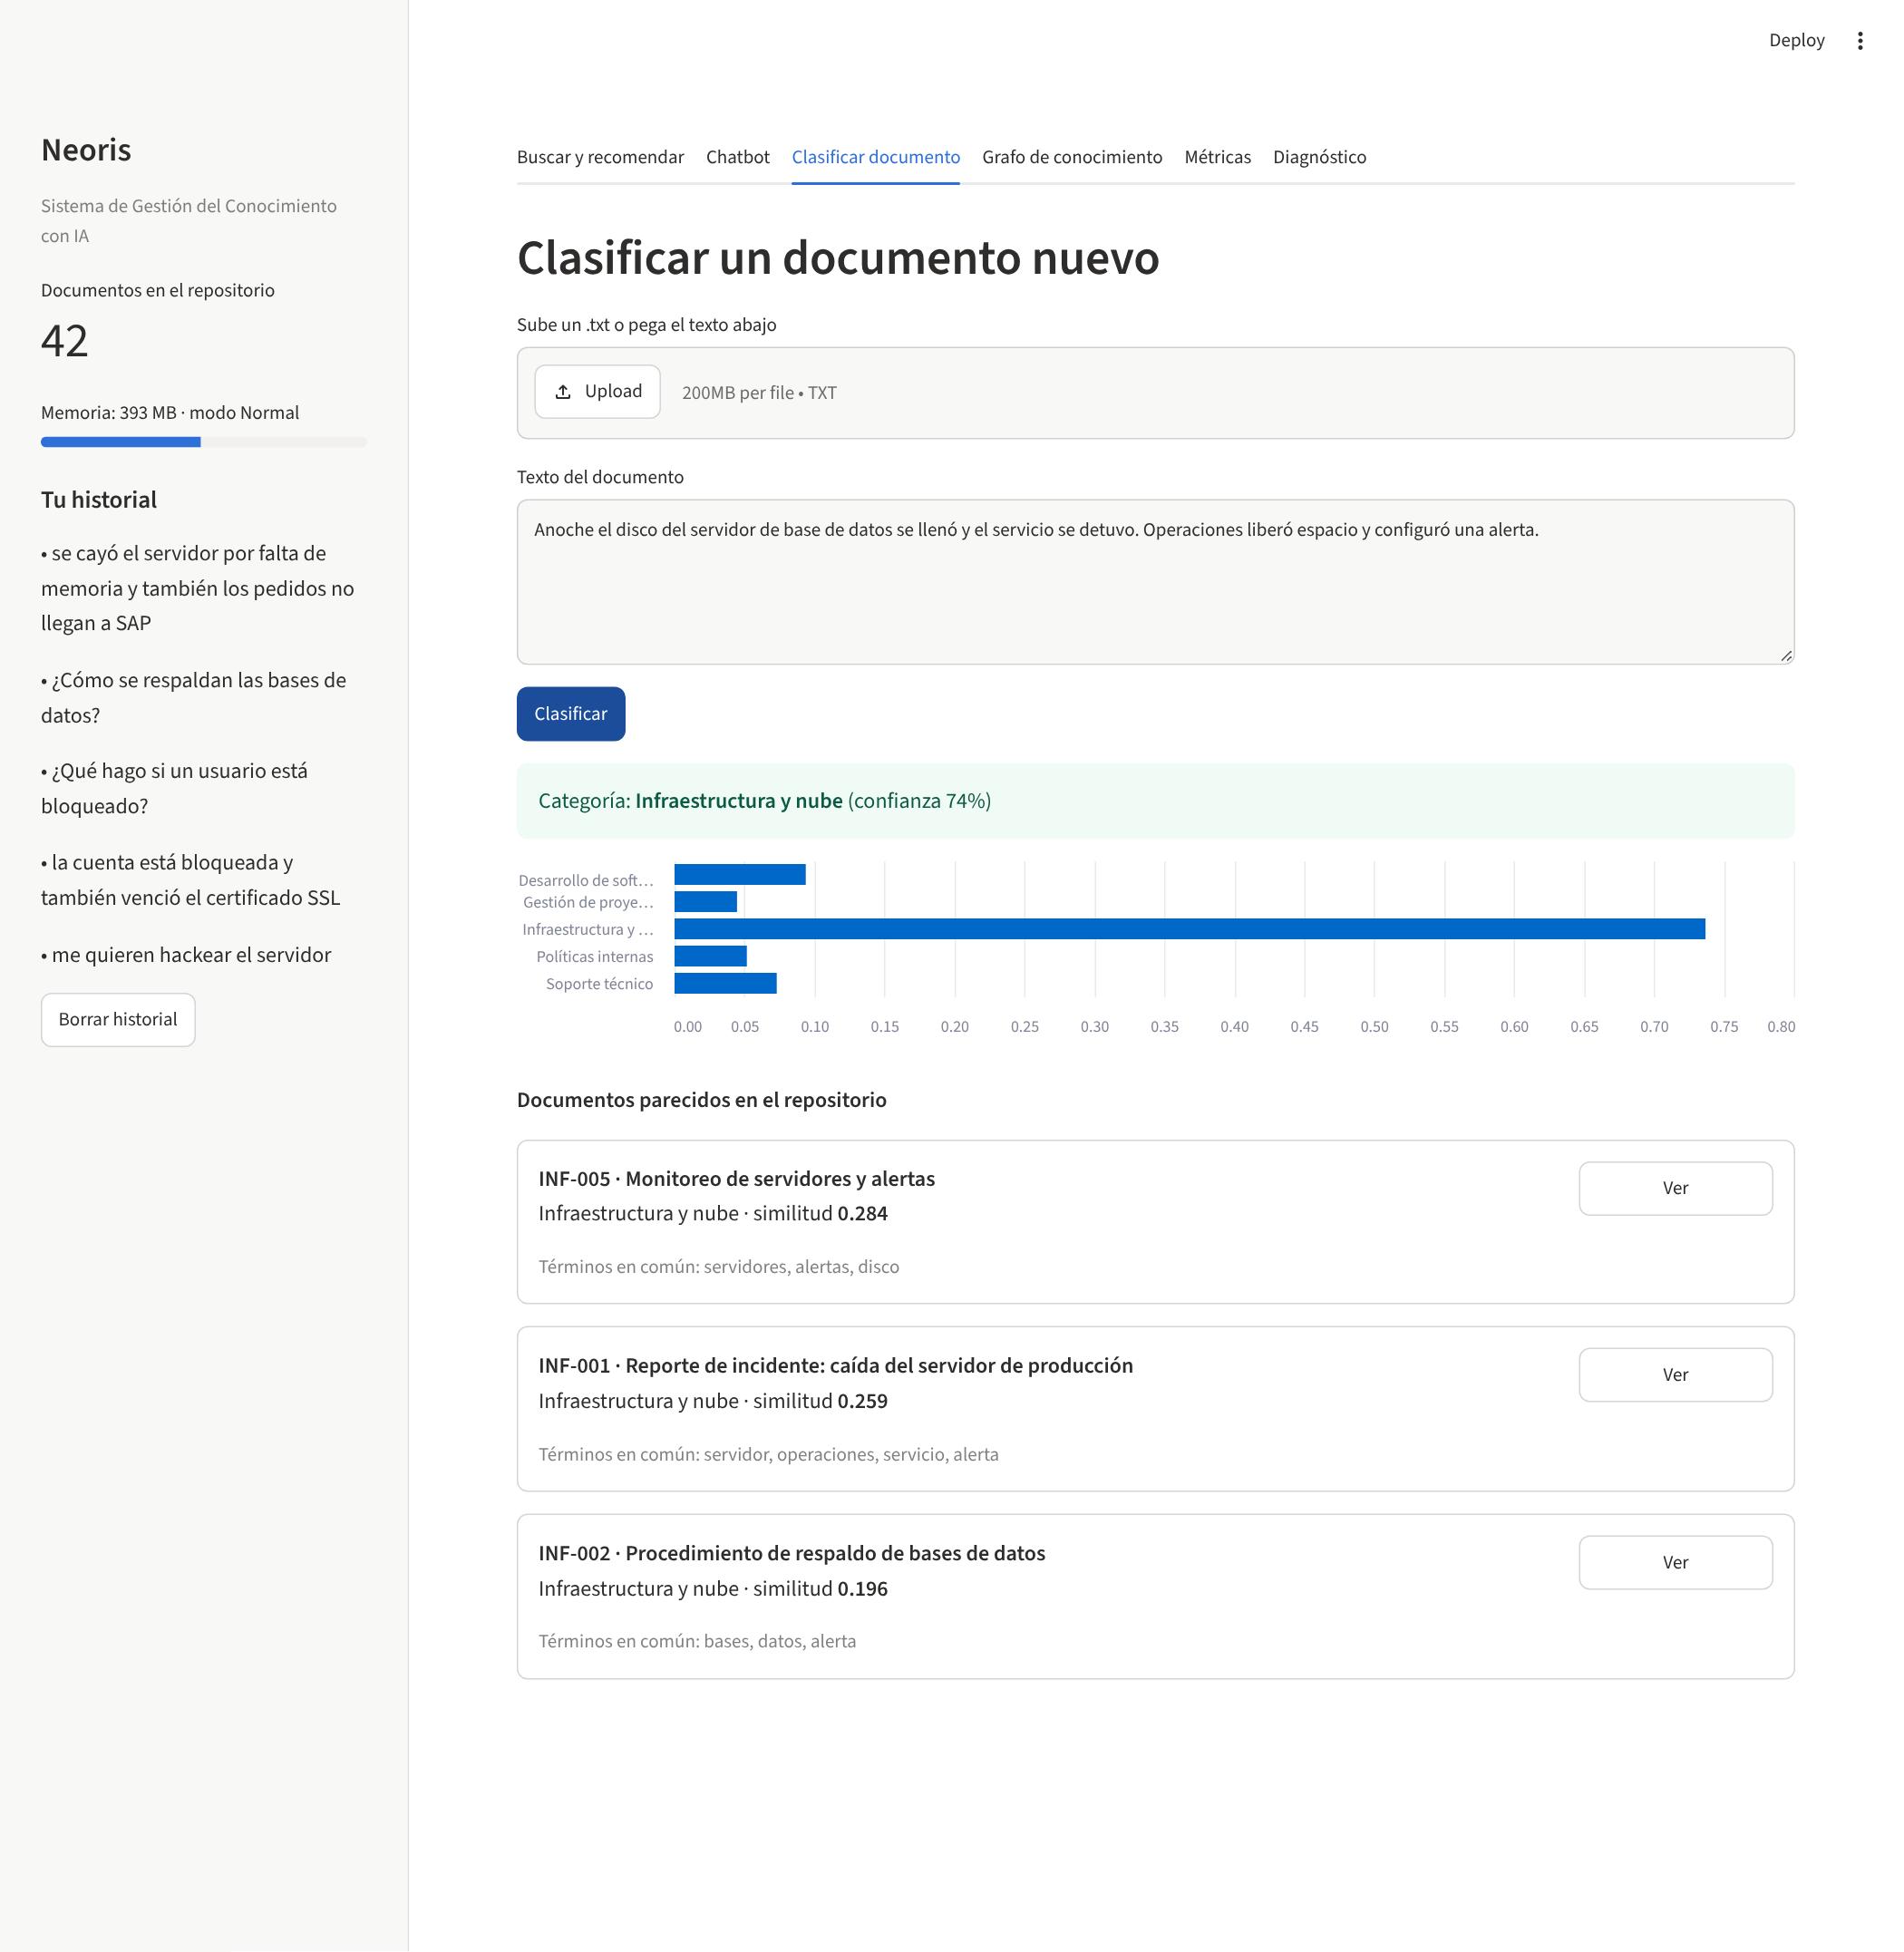 Deploy
Neoris
Sistema de Gestión del Conocimiento
con IA
Documentos en el repositorio
42
Memoria: 393 MB · modo Normal
Tu historial
• se cayó el servidor por falta de
memoria y también los pedidos no
llegan a SAP
• ¿Cómo se respaldan las bases de
datos?
• ¿Qué hago si un usuario está
bloqueado?
• la cuenta está bloqueada y
también venció el certificado SSL
• me quieren hackear el servidor
Borrar historial
Buscar y recomendar Chatbot Clasificar documento Grafo de conocimiento Métricas Diagnóstico
Clasificar un documento nuevo
Sube un .txt o pega el texto abajo
Upload 200MB per file • TXT
Texto del documento
Anoche el disco del servidor de base de datos se llenó y el servicio se detuvo. Operaciones liberó espacio y configuró una alerta.
Clasificar
Categoría: Infraestructura y nube (confianza 74%)
Desarrollo de soft…
Gestión de proye…
Infraestructura y …
Políticas internas
Soporte técnico
0.00 0.05 0.10 0.15 0.20 0.25 0.30 0.35 0.40 0.45 0.50 0.55 0.60 0.65 0.70 0.75 0.80
Documentos parecidos en el repositorio
INF-005 · Monitoreo de servidores y alertas
Ver
Infraestructura y nube · similitud 0.284
Términos en común: servidores, alertas, disco
INF-001 · Reporte de incidente: caída del servidor de producción
Ver
Infraestructura y nube · similitud 0.259
Términos en común: servidor, operaciones, servicio, alerta
INF-002 · Procedimiento de respaldo de bases de datos
Ver
Infraestructura y nube · similitud 0.196
Términos en común: bases, datos, alerta